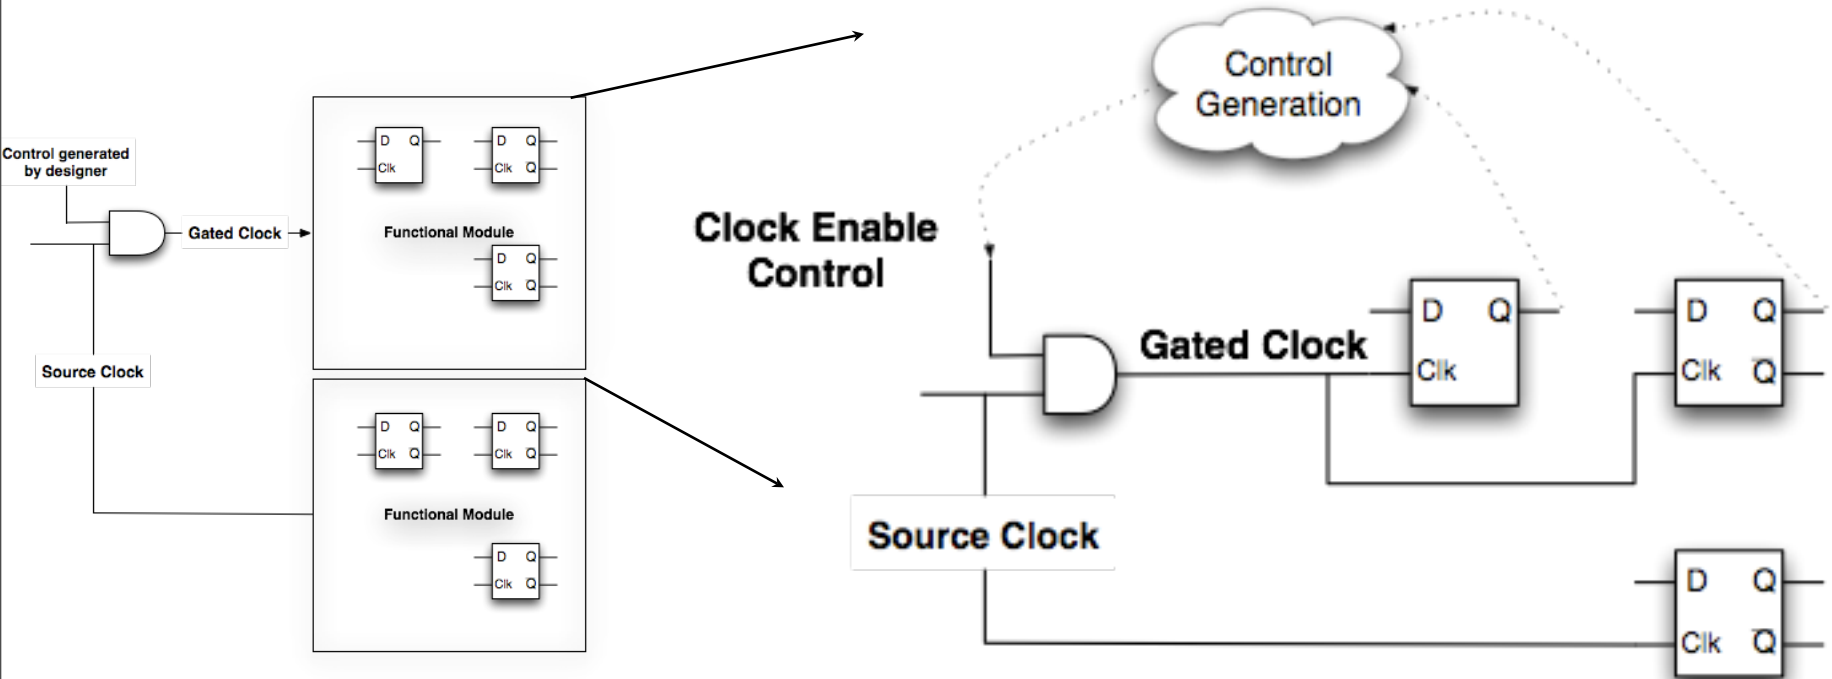 Control generated
by designer
Gated Clock
Source Clock
D Q
Clk
D Q
Clk Q
Functional Module
D Q
Clk Q
D Q
Clk Q
D Q
Clk Q
Functional Module
D Q
Clk Q
Control
Generation
Clock Enable
Control
Gated Clock
D Q
Clk
D Q
Clk Q
Source Clock
D Q
Clk Q